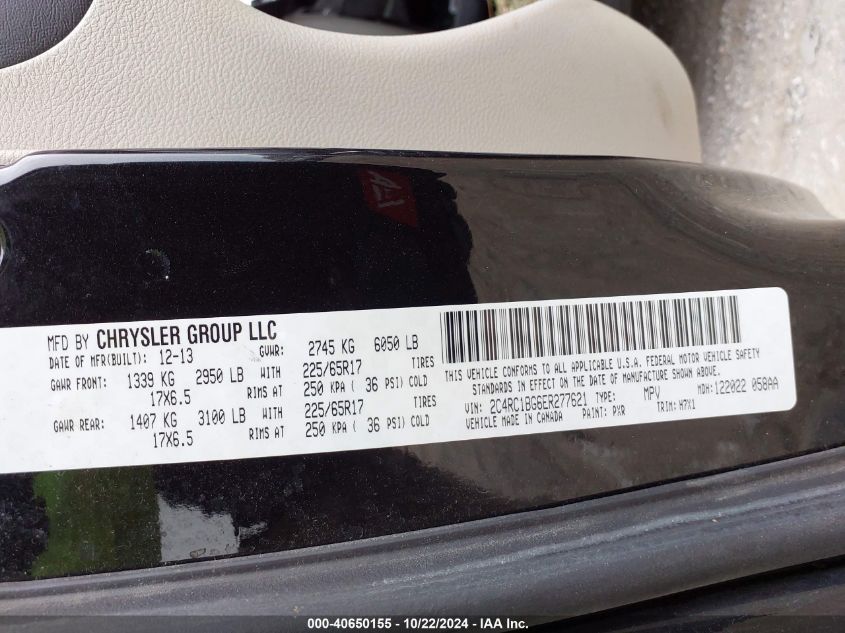 MFD BY CHRYSLER GROUP LLC
DATE OF MFR(BUILT): 12-13 GVWR: 2745 KG 6050 LB
GAWR FRONT: 1339 KG 2950 LB WITH 225/65R17 TIRES
17X6.5 RIMS AT 250 KPA ( 36 PSI) COLD
GAWR REAR: 1407 KG 3100 LB WITH 225/65R17 TIRES
17X6.5 RIMS AT 250 KPA ( 36 PSI) COLD
THIS VEHICLE CONFORMS TO ALL APPLICABLE U.S.A. FEDERAL MOTOR VEHICLE SAFETY
STANDARDS IN EFFECT ON THE DATE OF MANUFACTURE SHOWN ABOVE.
VIN: 2C4RC1BG6ER277621 TYPE: MPV MDH: 122022 058AA
VEHICLE MADE IN CANADA PAINT: PXR TRIM: H7X1
000-40650155 - 10/22/2024 - IAA Inc.